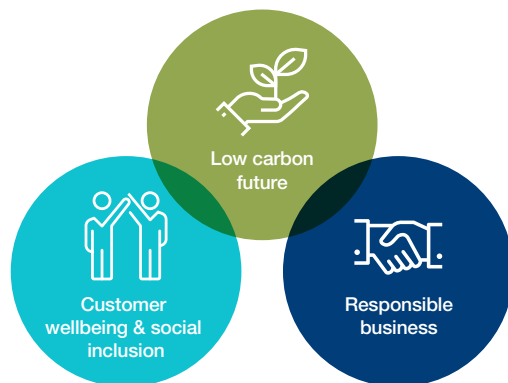 Low carbon
future
Customer
wellbeing & social
inclusion
Responsible
business